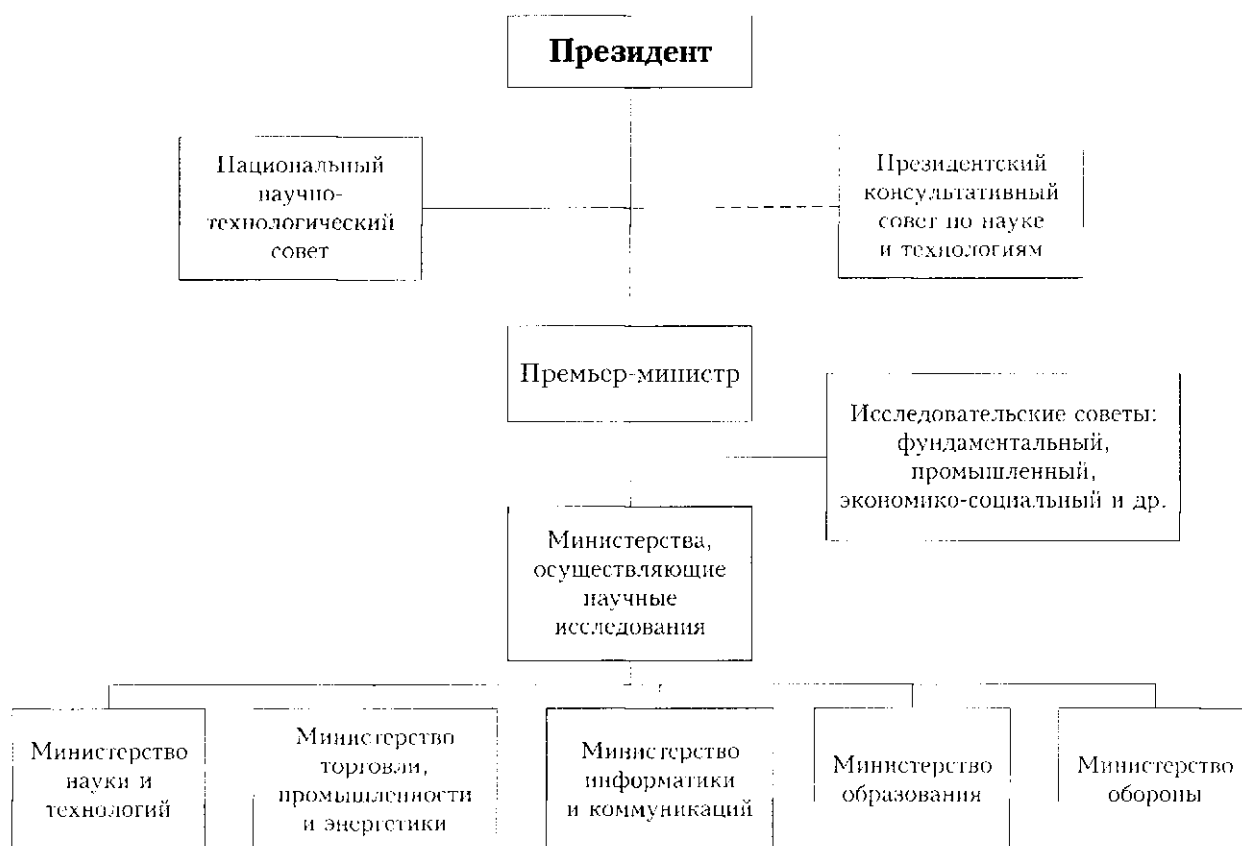 Президент
Национальный
научно-
технологический
совет
Президентский
консультативный
совет по науке
и технологиям
Премьер-министр
Исследовательские советы:
фундаментальный,
промышленный,
экономико-социальный и др.
Министерства,
осуществляющие
научные
исследования
Министерство
науки и
технологий
Министерство
торговли,
промышленности
и энергетики
Министерство
информатики
и коммуникаций
Министерство
образования
Министерство
обороны